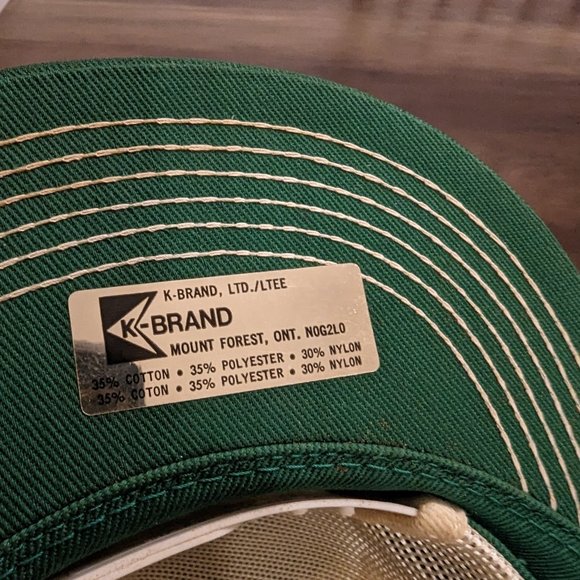 K-BRAND, LTD./LTEE
K-BRAND
MOUNT FOREST, ONT. N0G2L0
35% COTTON • 35% POLYESTER • 30% NYLON
35% COTON • 35% POLYESTER • 30% NYLON